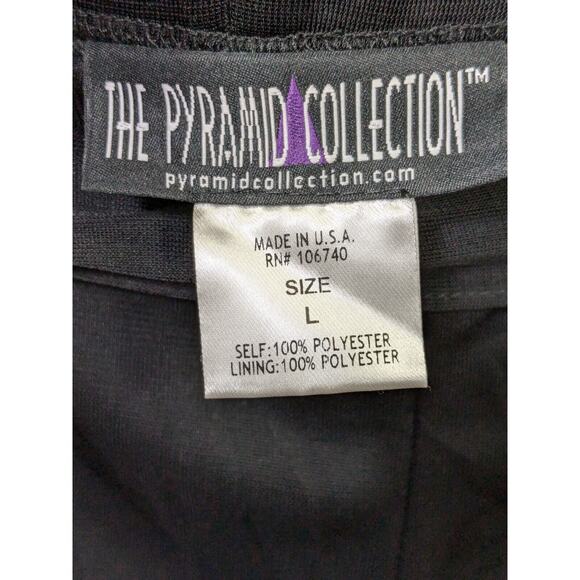 THE PYRAMID COLLECTION™
pyramidcollection.com
MADE IN U.S.A.
RN# 106740
SIZE
L
SELF:100% POLYESTER
LINING:100% POLYESTER